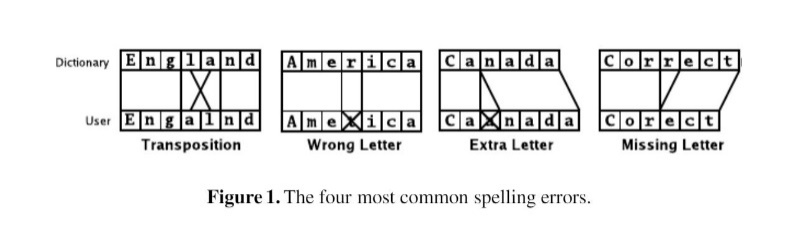 Dictionary England America Canada Correct
User Engalnd AmeXica CaXnada Corect
Transposition Wrong Letter Extra Letter Missing Letter
Figure 1. The four most common spelling errors.